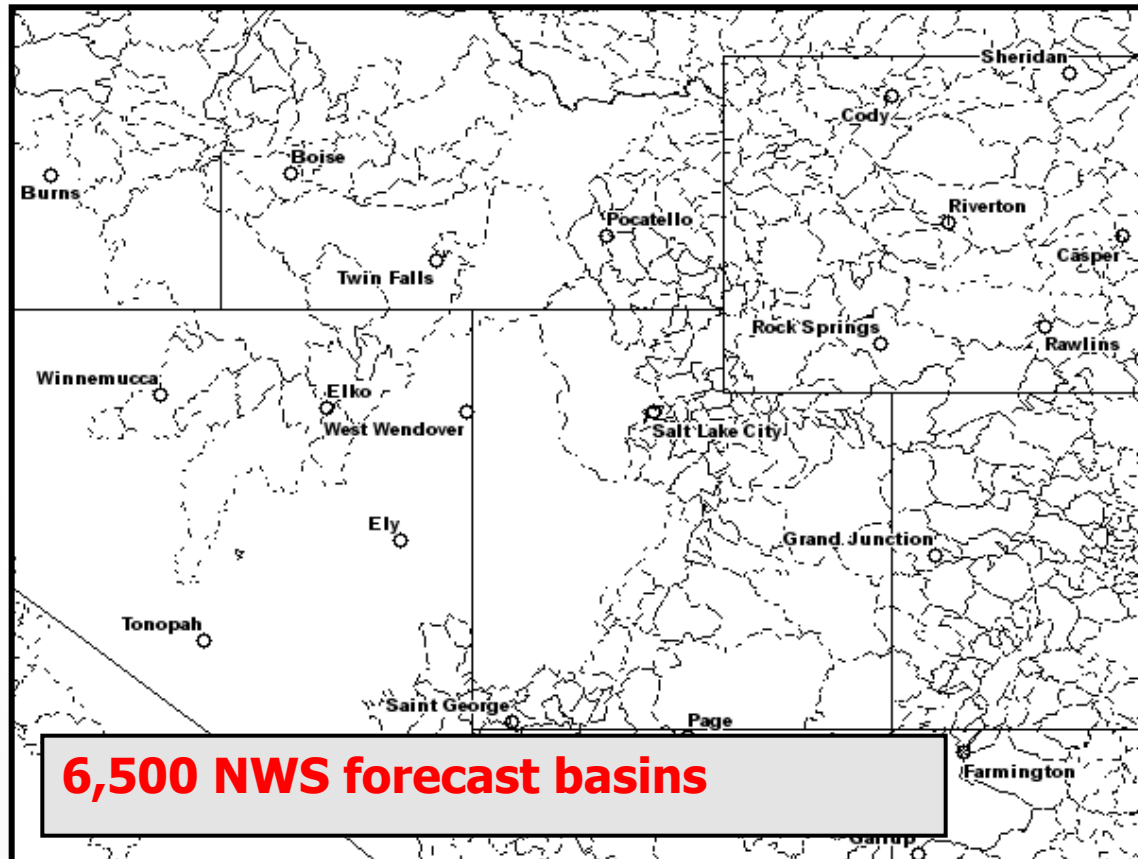 Sheridan
Cody
Boise
Burns
Riverton
Pocatello
Casper
Twin Falls
Rock Springs
Rawlins
Winnemucca
Elko
West Wendover
Salt Lake City
Ely
Grand Junction
Tonopah
Saint George
Page
6,500 NWS forecast basins
Farmington
Gallup